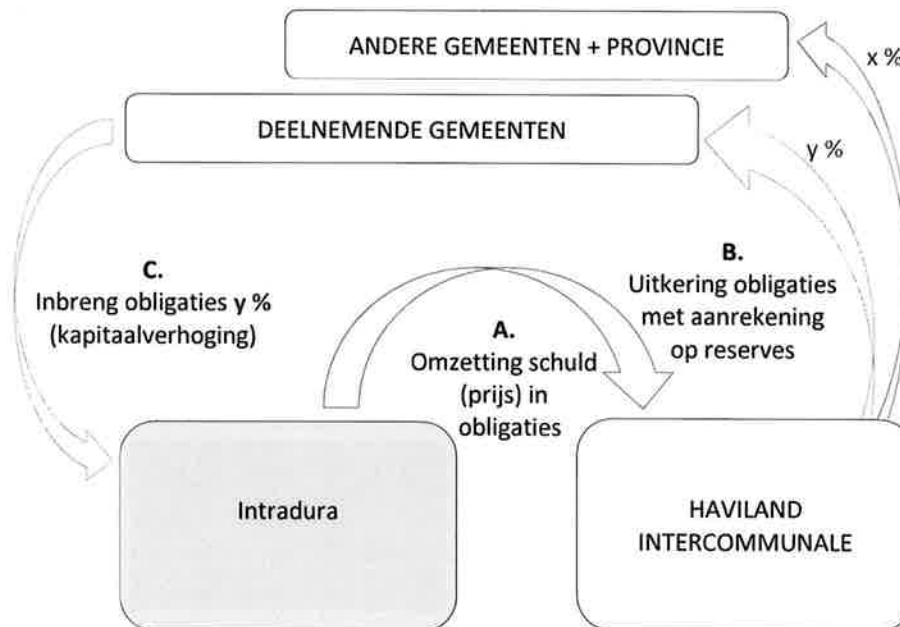 ANDERE GEMEENTEN + PROVINCIE
x %
DEELNEMENDE GEMEENTEN
y %
C.
Inbreng obligaties y %
(kapitaalverhoging)
A.
Omzetting schuld
(prijs) in
obligaties
B.
Uitkering obligaties
met aanrekening
op reserves
Intradura
HAVILAND
INTERCOMMUNALE